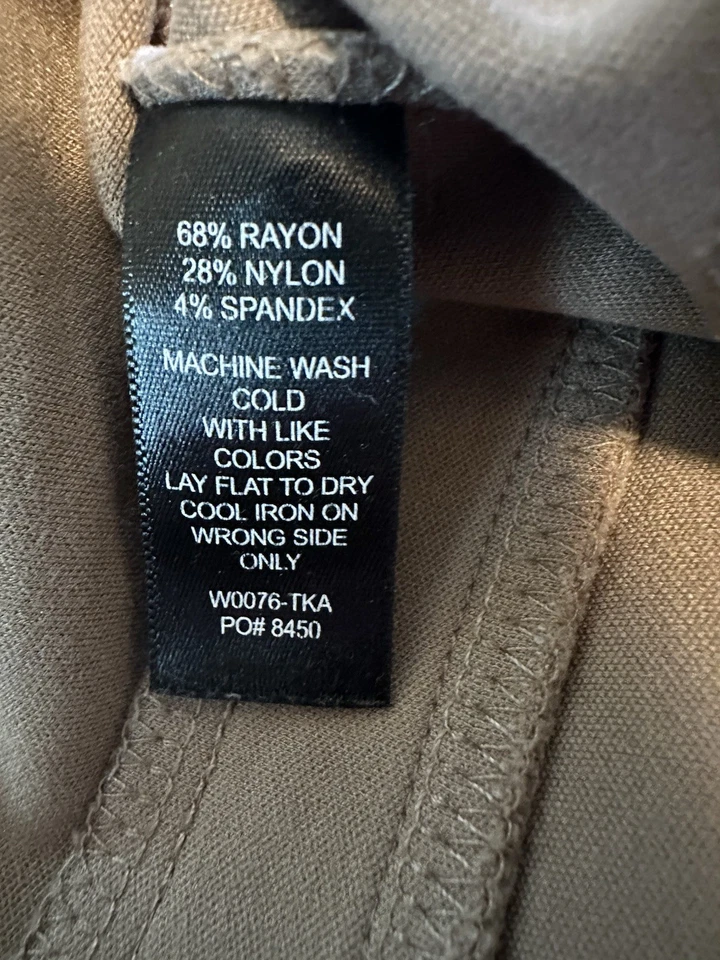 68% RAYON
28% NYLON
4% SPANDEX
MACHINE WASH
COLD
WITH LIKE
COLORS
LAY FLAT TO DRY
COOL IRON ON
WRONG SIDE
ONLY
W0076-TKA
PO# 8450